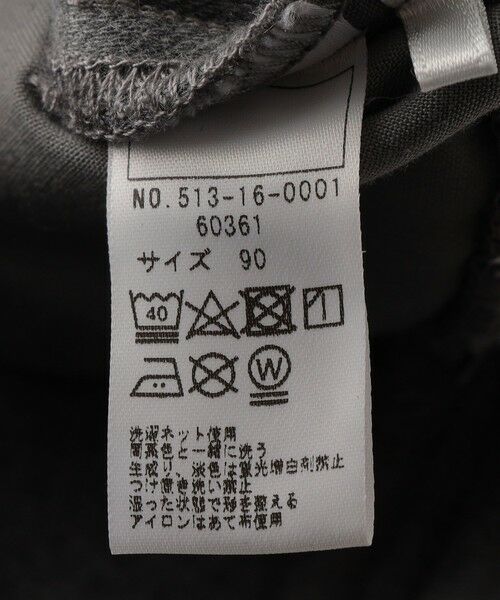 NO.513-16-0001
60361
サイズ 90
40
W
洗濯ネット使用
同系色と一緒に洗う
生成り、淡色は蛍光増白剤禁止
つけ置き洗い禁止
湿った状態で形を整える
アイロンはあて布使用